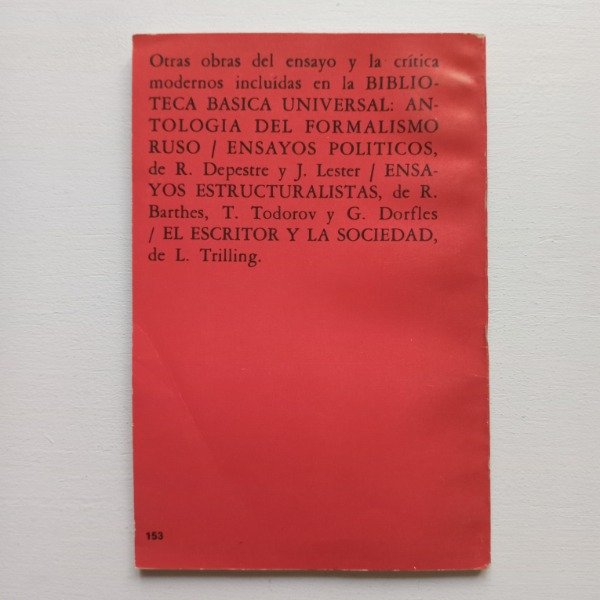 Otras obras del ensayo y la crítica
modernos incluidas en la BIBLIO-
TECA BASICA UNIVERSAL: AN-
TOLOGIA DEL FORMALISMO
RUSO / ENSAYOS POLITICOS,
de R. Depestre y J. Lester / ENSA-
YOS ESTRUCTURALISTAS, de R.
Barthes, T. Todorov y G. Dorfles
/ EL ESCRITOR Y LA SOCIEDAD,
de L. Trilling.
153